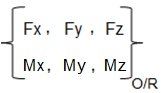 Fx , Fy , Fz
Mx , My , Mz
O/R